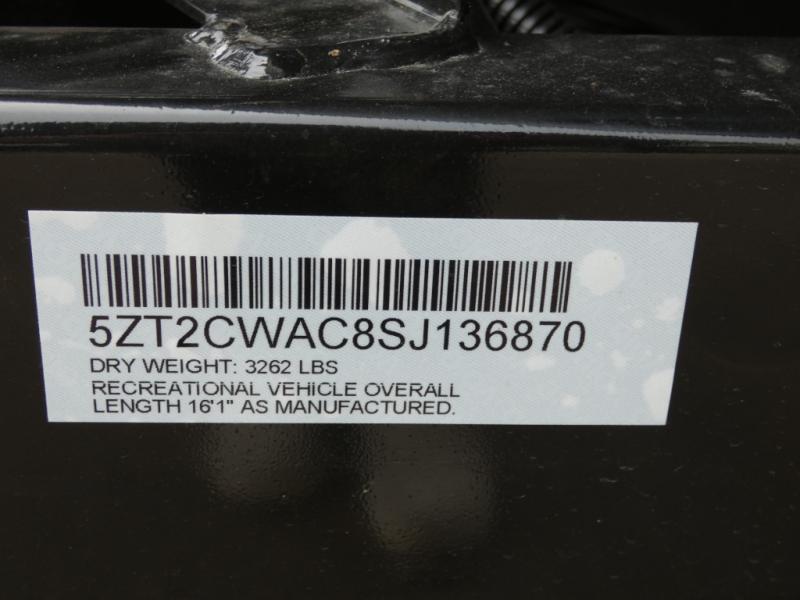 5ZT2CWAC8SJ136870
DRY WEIGHT: 3262 LBS
RECREATIONAL VEHICLE OVERALL
LENGTH 16'1" AS MANUFACTURED.